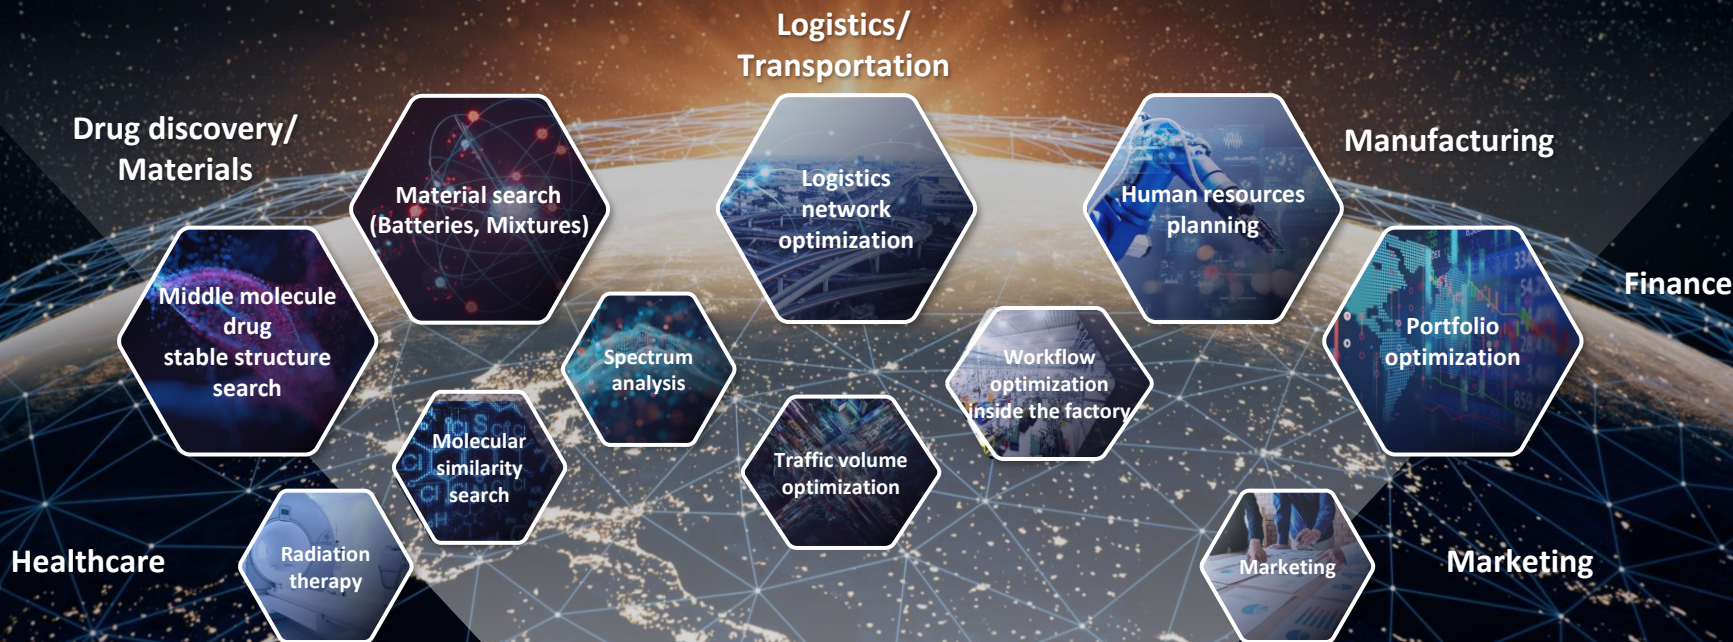 Logistics/
Transportation
Drug discovery/
Materials
Manufacturing
Material search
(Batteries, Mixtures)
Logistics
network
optimization
Human resources
planning
Finance
Middle molecule
drug
stable structure
search
Spectrum
analysis
Workflow
optimization
inside the factory
Portfolio
optimization
Molecular
similarity
search
Traffic volume
optimization
Healthcare
Radiation
therapy
Marketing
Marketing